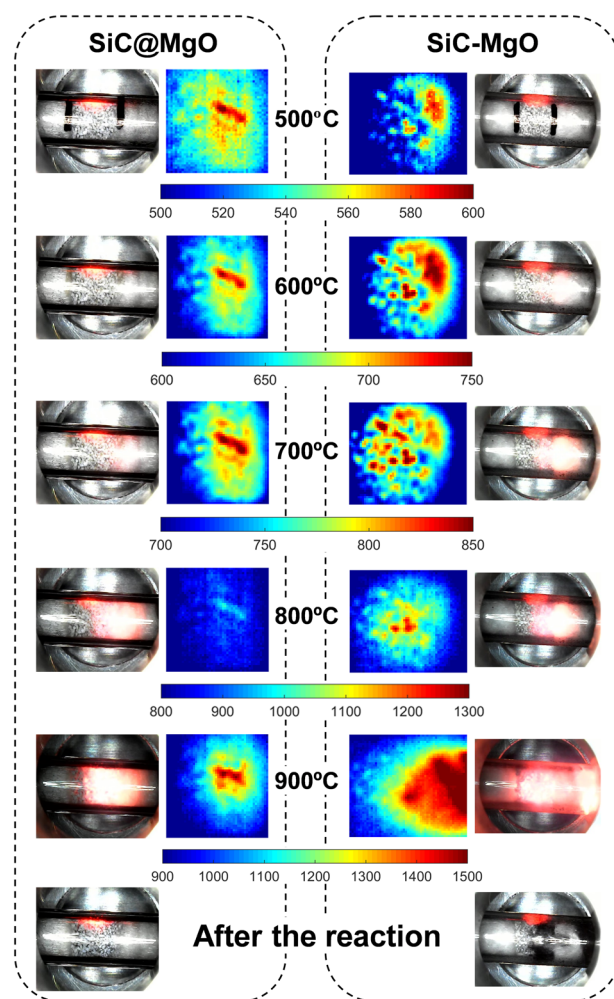 SiC@MgO SiC-MgO
500°C
500 520 540 560 580 600
600ºC
600 650 700 750
700ºC
700 750 800 850
800ºC
800 900 1000 1100 1200 1300
900ºC
900 1000 1100 1200 1300 1400 1500
After the reaction